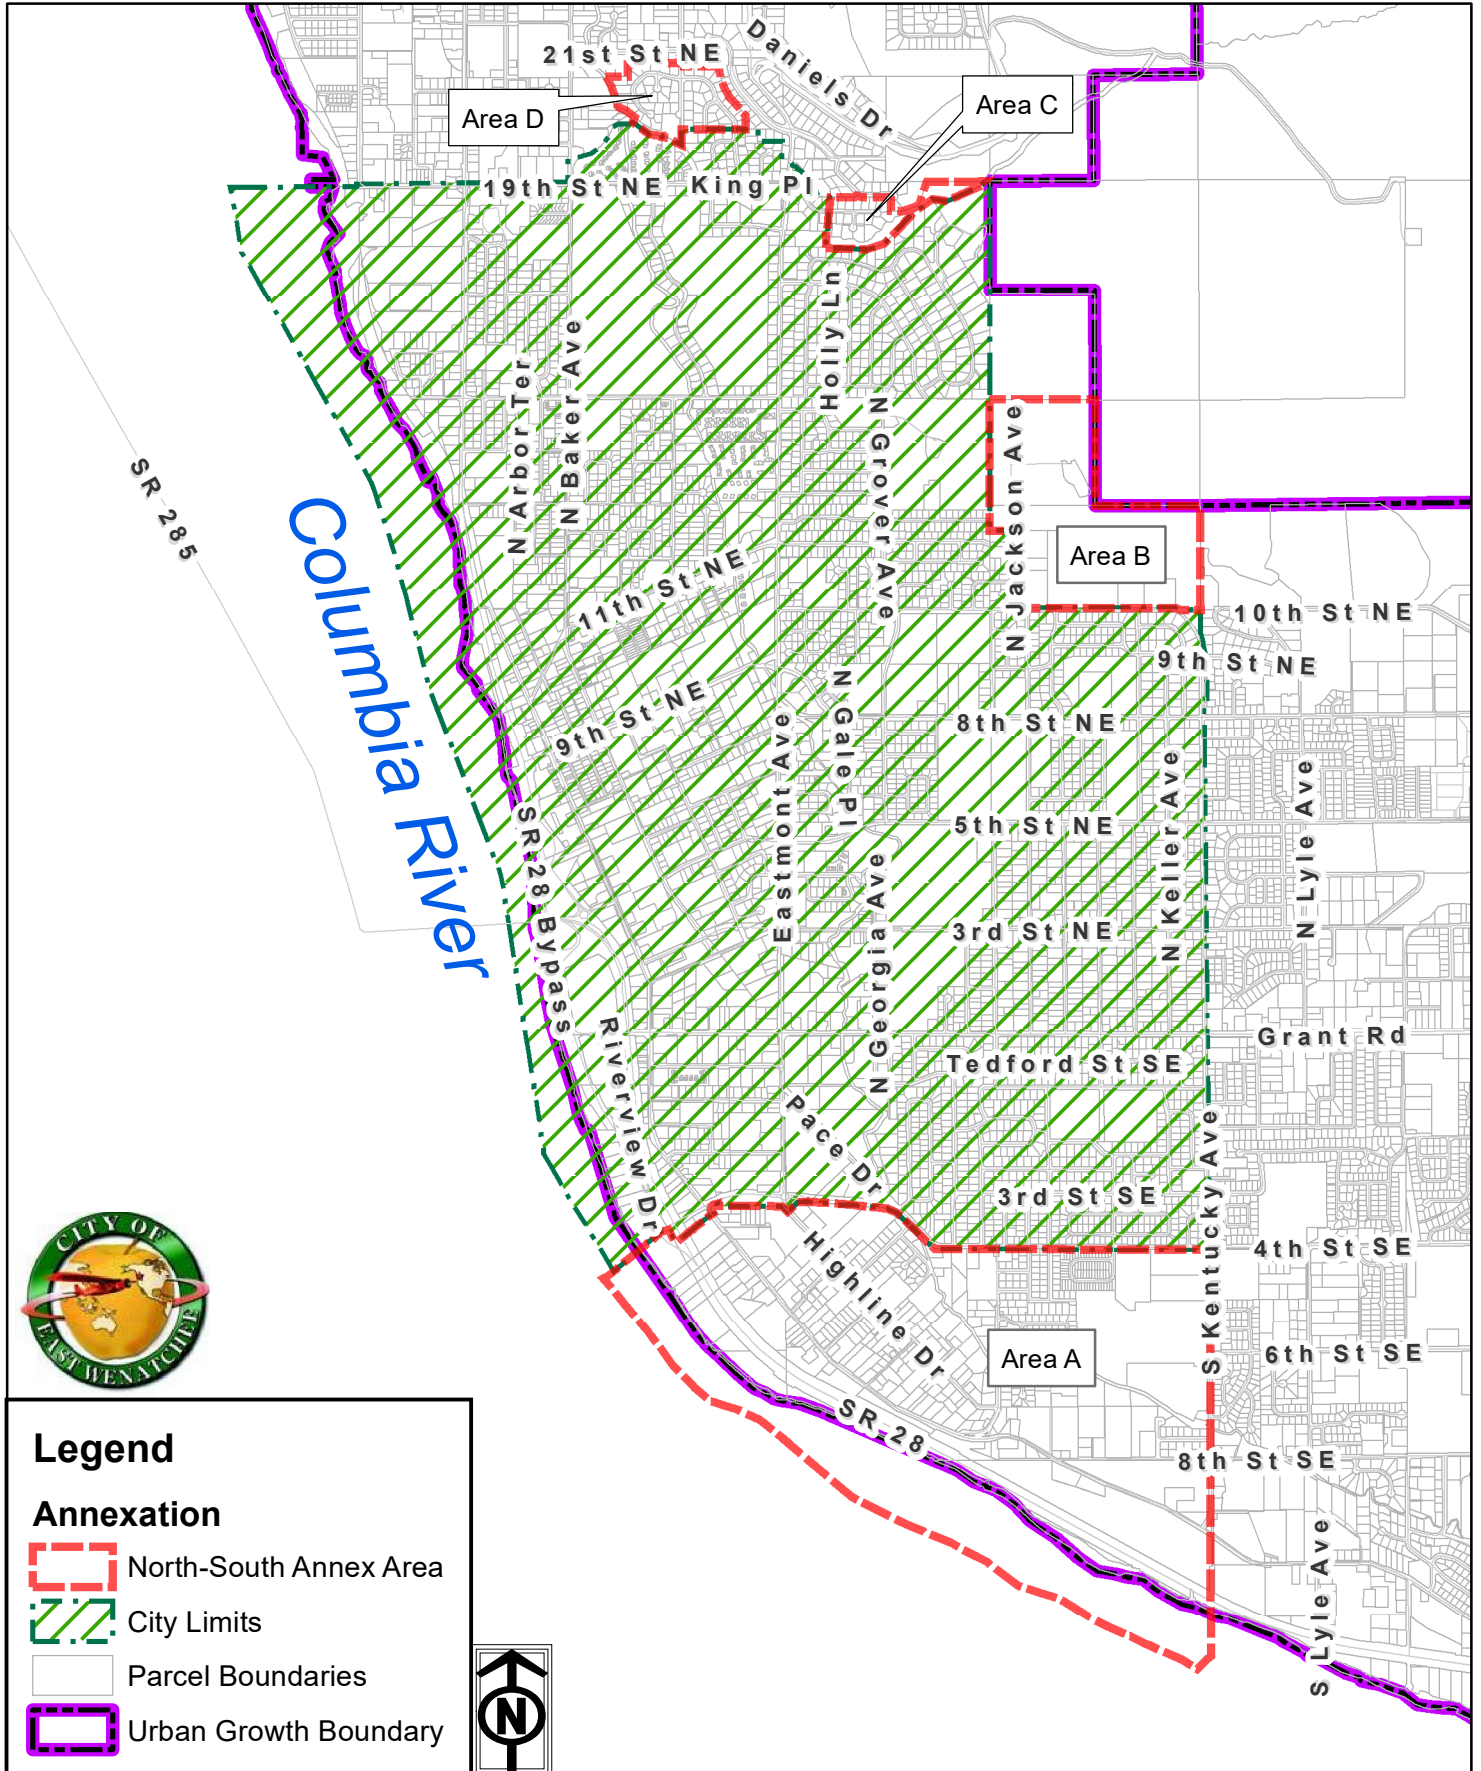 21st St NE
Daniels Dr
Area D
Area C
19th St NE
King Pl
Holly Ln
N Arbor Ter
N Baker Ave
N Grover Ave
N Jackson Ave
SR 285
Columbia River
11th St NE
Area B
10th St NE
9th St NE
9th St NE
N Gale Pl
8th St NE
Eastmont Ave
N Keller Ave
N Lyle Ave
SR 28 Bypass
5th St NE
N Georgia Ave
3rd St NE
Riverview Dr
Grant Rd
Tedford St SE
Pace Dr
S Kentucky Ave
3rd St SE
4th St SE
Highline Dr
Area A
6th St SE
SR 28
8th St SE
S Lyle Ave
CITY OF
EAST WENATCHEE
Legend
Annexation
North-South Annex Area
City Limits
Parcel Boundaries
Urban Growth Boundary
N